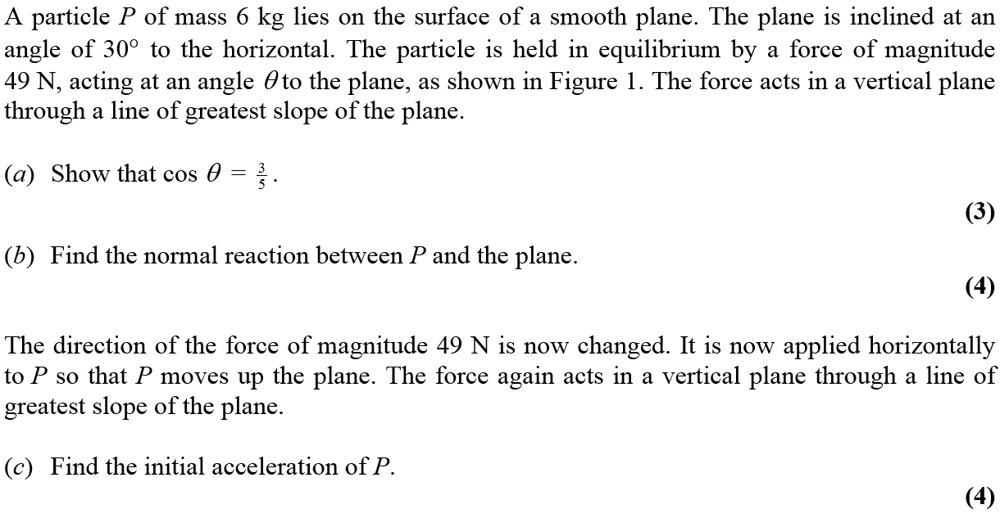 A particle P of mass 6 kg lies on the surface of a smooth plane. The plane is inclined at an
angle of 30° to the horizontal. The particle is held in equilibrium by a force of magnitude
49 N, acting at an angle θ to the plane, as shown in Figure 1. The force acts in a vertical plane
through a line of greatest slope of the plane.
(a) Show that cos θ = 3/5 .
(3)
(b) Find the normal reaction between P and the plane.
(4)
The direction of the force of magnitude 49 N is now changed. It is now applied horizontally
to P so that P moves up the plane. The force again acts in a vertical plane through a line of
greatest slope of the plane.
(c) Find the initial acceleration of P.
(4)